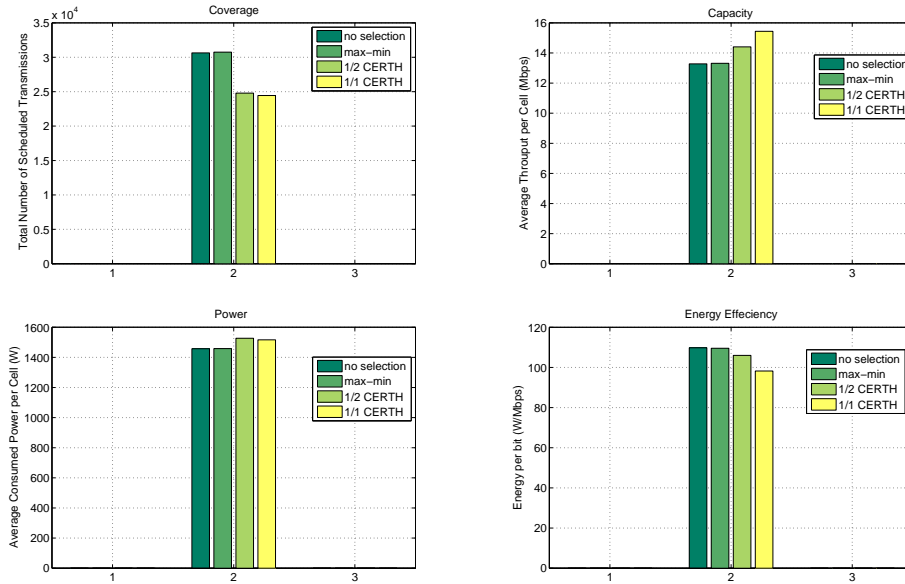 Coverage
x 10^4
3.5
3
2.5
2
1.5
1
0.5
0
Total Number of Scheduled Transmissions
1 2 3
no selection
max−min
1/2 CERTH
1/1 CERTH
Capacity
16
14
12
10
8
6
4
2
0
Average Throuput per Cell (Mbps)
1 2 3
no selection
max−min
1/2 CERTH
1/1 CERTH
Power
1600
1400
1200
1000
800
600
400
200
0
Average Consumed Power per Cell (W)
1 2 3
no selection
max−min
1/2 CERTH
1/1 CERTH
Energy Effeciency
120
100
80
60
40
20
0
Energy per bit (W/Mbps)
1 2 3
no selection
max−min
1/2 CERTH
1/1 CERTH